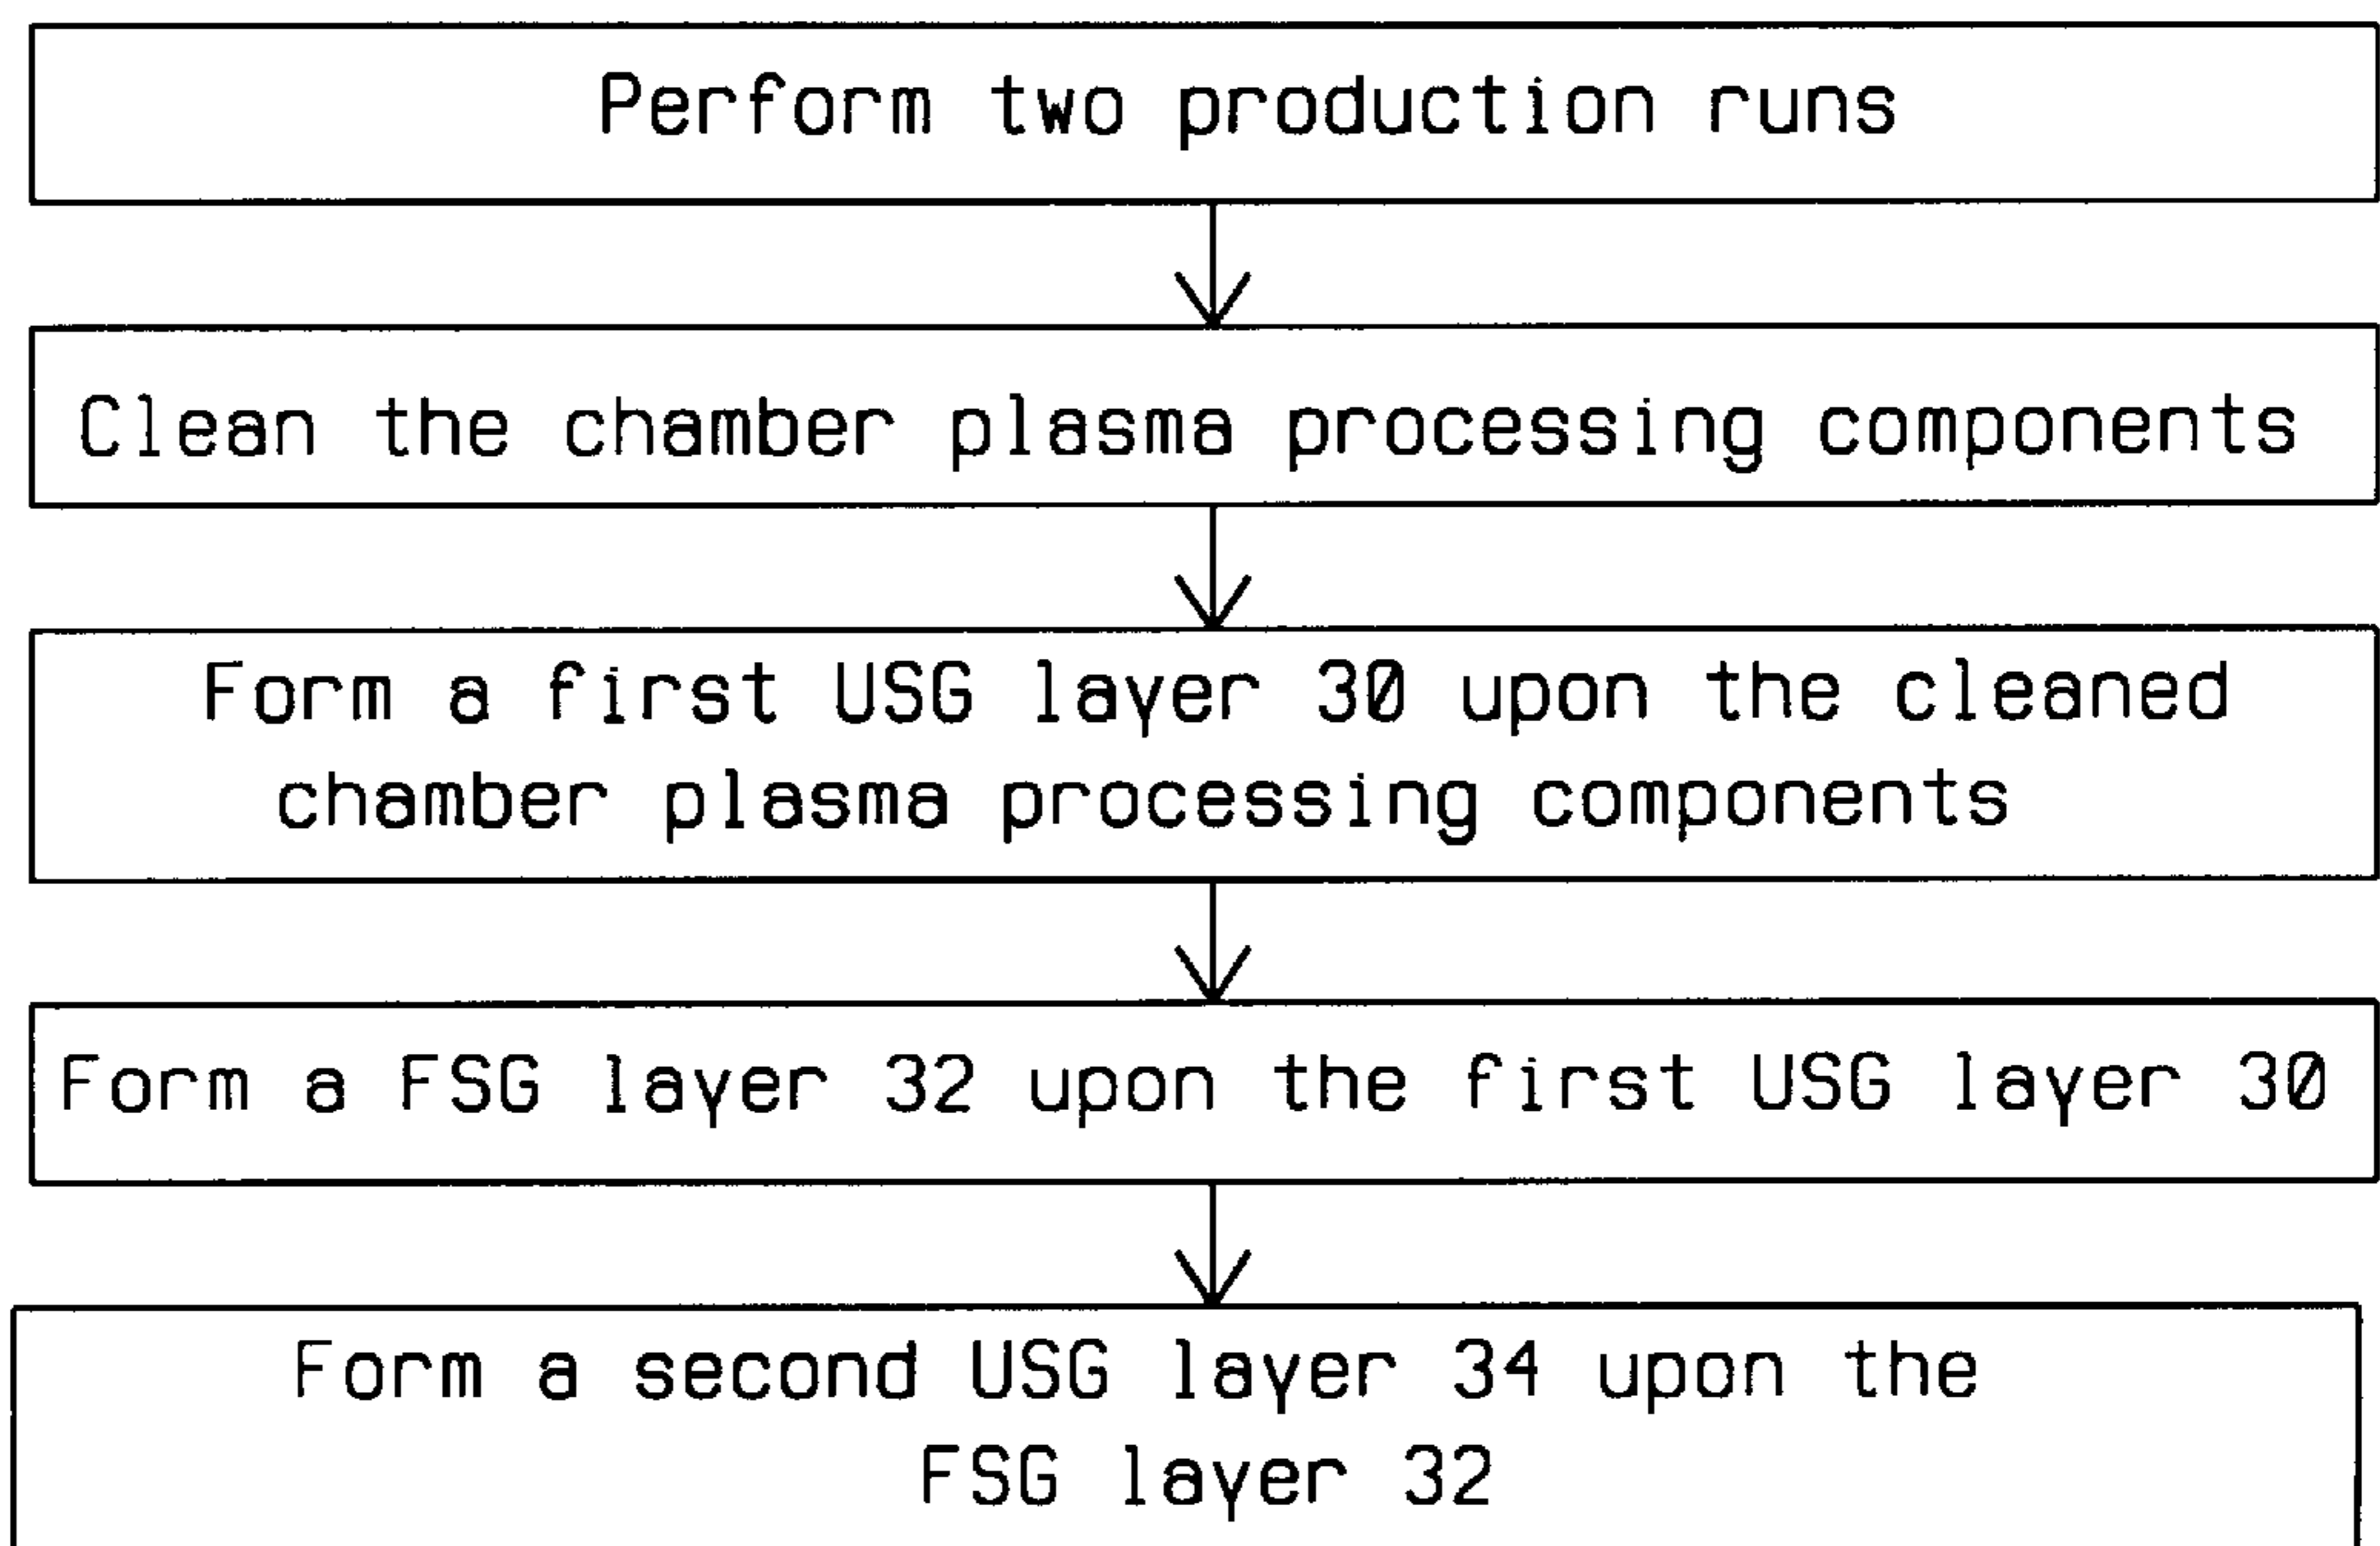 Perform two production runs
Clean the chamber plasma processing components
Form a first USG layer 30 upon the cleaned
chamber plasma processing components
Form a FSG layer 32 upon the first USG layer 30
Form a second USG layer 34 upon the
FSG layer 32